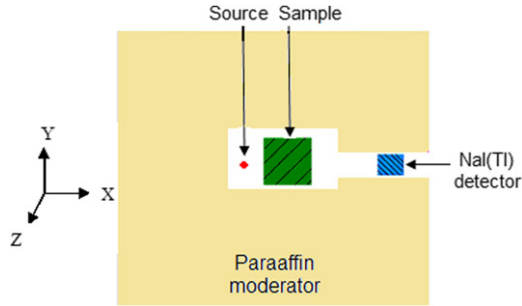 Source Sample
Y
X
Z
NaI(Tl)
detector
Paraaffin
moderator